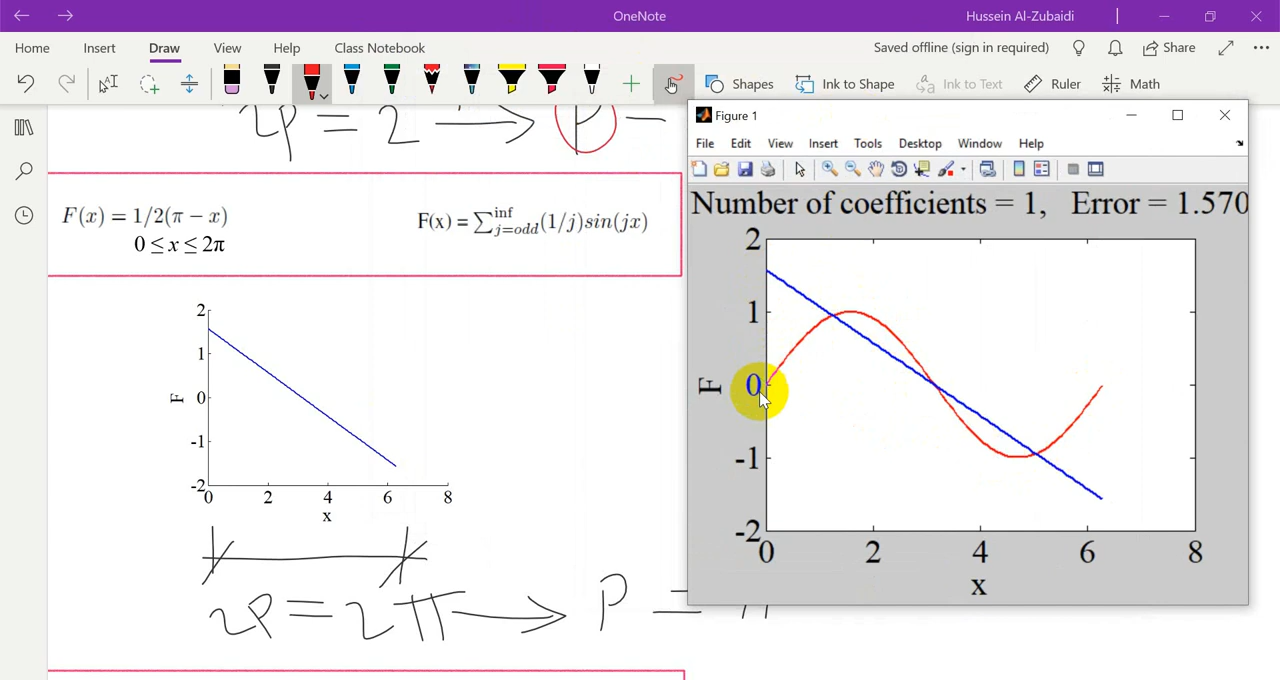 OneNote
Hussein Al-Zubaidi
Home Insert Draw View Help Class Notebook
Saved offline (sign in required) Share
Shapes Ink to Shape Ink to Text Ruler Math
2P = 2 → P =
F(x) = 1/2(π − x)
0 ≤ x ≤ 2π
F(x) = ∑_{j=odd}^{inf}(1/j)sin(jx)
2
1
0
-1
-2
F
0 2 4 6 8
x
2P = 2π → P = π
Figure 1
File Edit View Insert Tools Desktop Window Help
Number of coefficients = 1, Error = 1.570
2
1
0
-1
-2
F
0 2 4 6 8
x